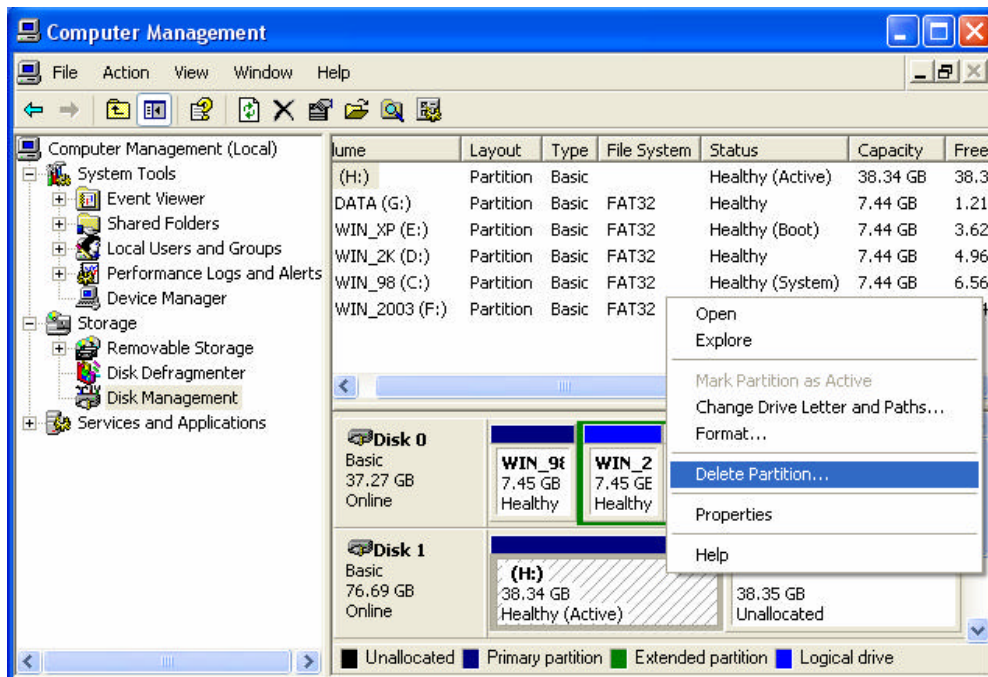 Computer Management
File Action View Window Help
Computer Management (Local)
System Tools
Event Viewer
Shared Folders
Local Users and Groups
Performance Logs and Alerts
Device Manager
Storage
Removable Storage
Disk Defragmenter
Disk Management
Services and Applications
lume Layout Type File System Status Capacity Free
(H:) Partition Basic Healthy (Active) 38.34 GB 38.3
DATA (G:) Partition Basic FAT32 Healthy 7.44 GB 1.21
WIN_XP (E:) Partition Basic FAT32 Healthy (Boot) 7.44 GB 3.62
WIN_2K (D:) Partition Basic FAT32 Healthy 7.44 GB 4.96
WIN_98 (C:) Partition Basic FAT32 Healthy (System) 7.44 GB 6.56
WIN_2003 (F:) Partition Basic FAT32
Open
Explore
Mark Partition as Active
Change Drive Letter and Paths...
Format...
Delete Partition...
Properties
Help
Disk 0
Basic
37.27 GB
Online
WIN_98
7.45 GB
Healthy
WIN_2
7.45 GE
Healthy
Disk 1
Basic
76.69 GB
Online
(H:)
38.34 GB
Healthy (Active)
38.35 GB
Unallocated
Unallocated Primary partition Extended partition Logical drive